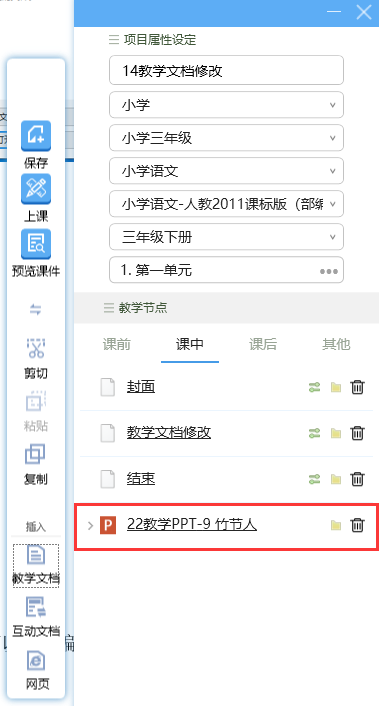 项目属性设定
14教学文档修改
小学
小学三年级
小学语文
小学语文-人教2011课标版（部编
三年级下册
1. 第一单元
教学节点
课前 课中 课后 其他
封面
教学文档修改
结束
22教学PPT-9 竹节人
保存
上课
预览课件
剪切
粘贴
复制
插入
教学文档
互动文档
网页